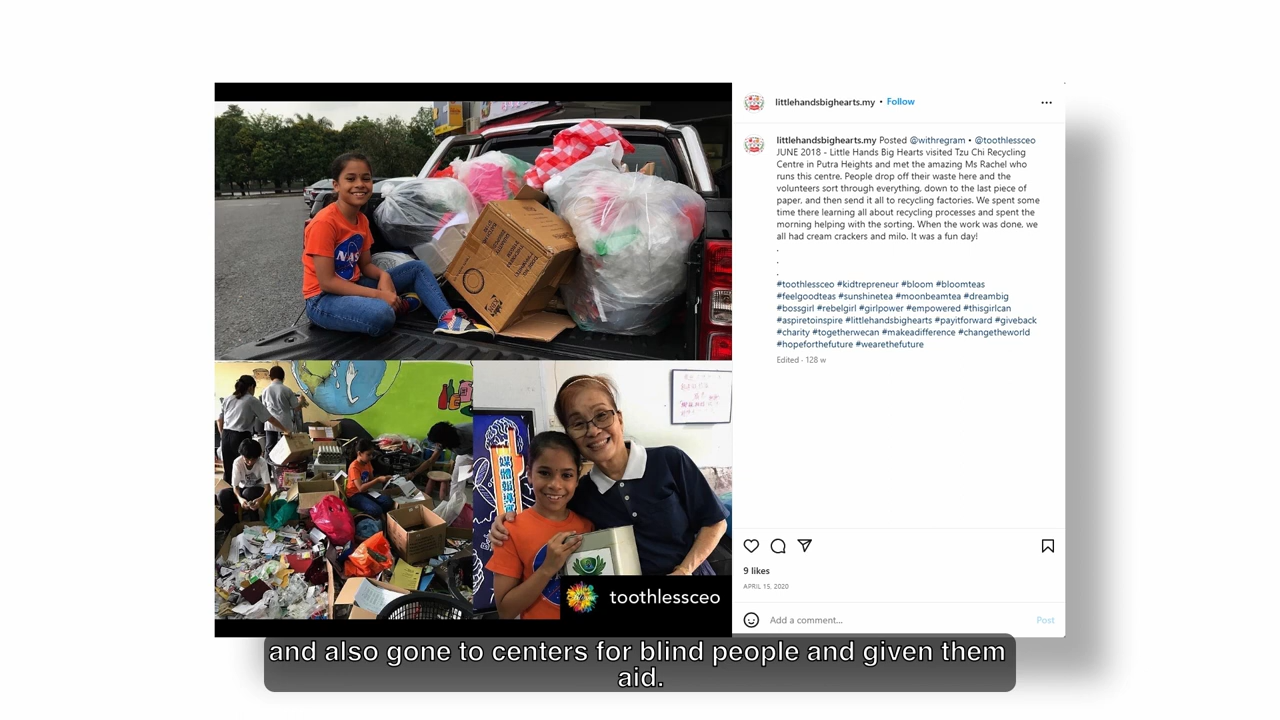 littlehandsbighearts.my • Follow
littlehandsbighearts.my Posted @withregram • @toothlessceo
JUNE 2018 - Little Hands Big Hearts visited Tzu Chi Recycling
Centre in Putra Heights and met the amazing Ms Rachel who
runs this centre. People drop off their waste here and the
volunteers sort through everything, down to the last piece of
paper, and then send it all to recycling factories. We spent some
time there learning all about recycling processes and spent the
morning helping with the sorting. When the work was done, we
all had cream crackers and milo. It was a fun day!
.
.
.
#toothlessceo #kidtrepreneur #bloom #bloomteas
#feelgoodteas #sunshinetea #moonbeamtea #dreambig
#bossgirl #rebelgirl #girlpower #empowered #thisgirlcan
#aspiretoinspire #littlehandsbighearts #payitforward #giveback
#charity #togetherwecan #makeadifference #changetheworld
#hopeforthefuture #wearethefuture
Edited · 128 w
NAS
toothlessceo
9 likes
APRIL 15, 2020
Add a comment...
Post
and also gone to centers for blind people and given them
aid.